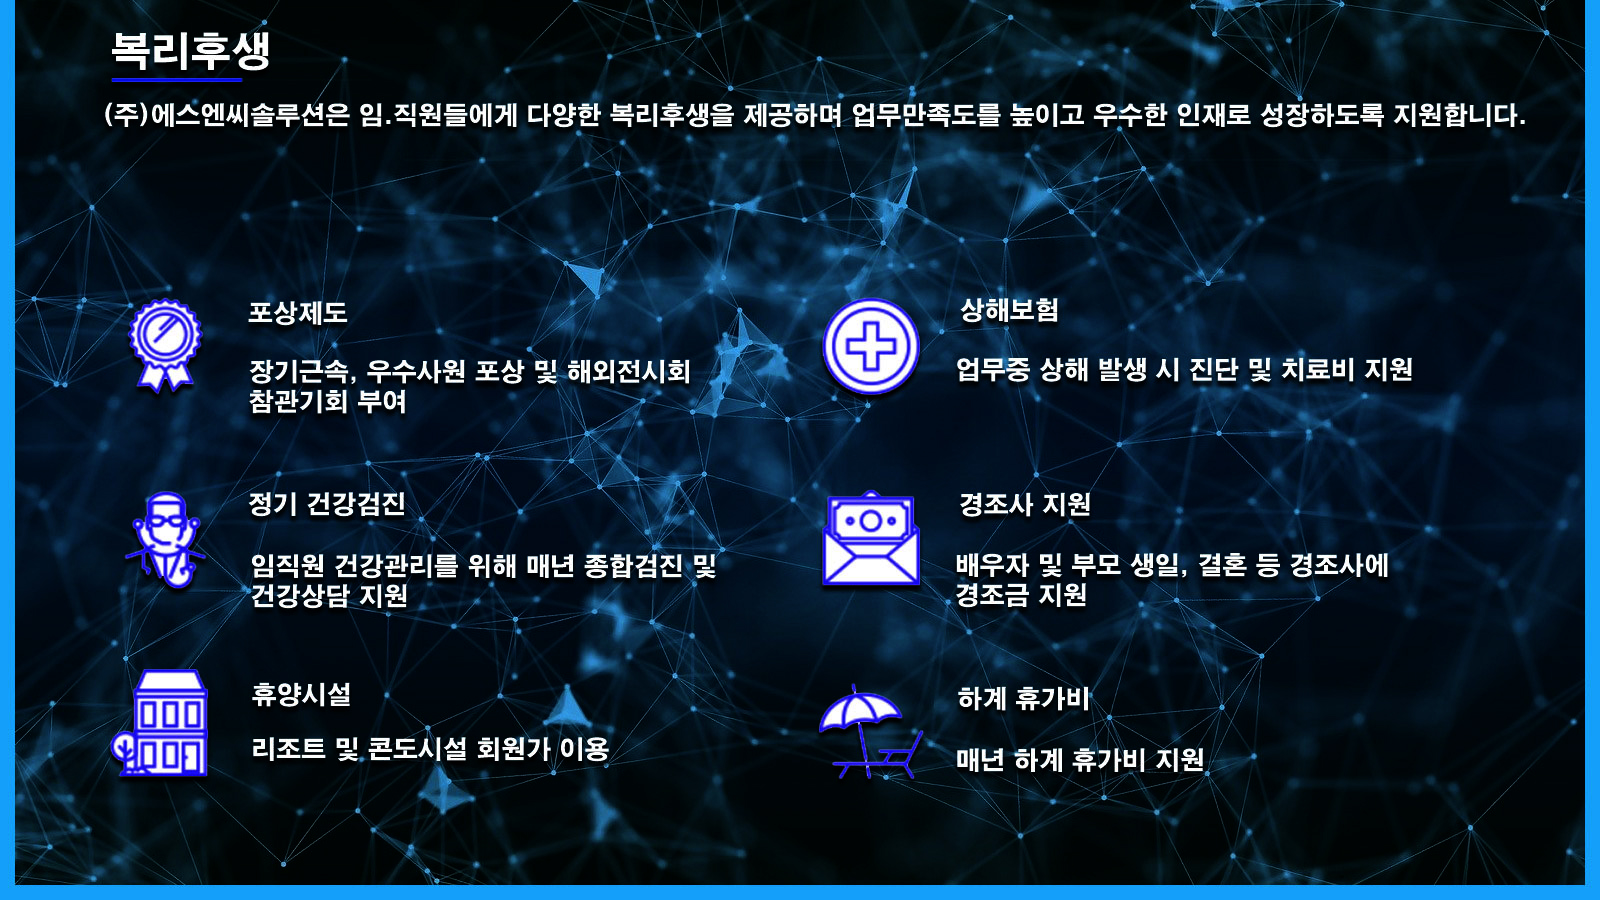 복리후생
(주)에스엔씨솔루션은 임.직원들에게 다양한 복리후생을 제공하며 업무만족도를 높이고 우수한 인재로 성장하도록 지원합니다.
포상제도
장기근속, 우수사원 포상 및 해외전시회
참관기회 부여
상해보험
업무중 상해 발생 시 진단 및 치료비 지원
정기 건강검진
임직원 건강관리를 위해 매년 종합검진 및
건강상담 지원
경조사 지원
배우자 및 부모 생일, 결혼 등 경조사에
경조금 지원
휴양시설
리조트 및 콘도시설 회원가 이용
하계 휴가비
매년 하계 휴가비 지원